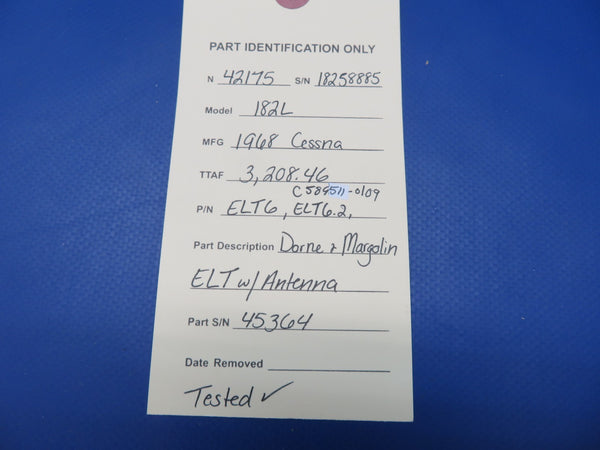 PART IDENTIFICATION ONLY
N 42175 S/N 18258885
Model 182L
MFG 1968 Cessna
TTAF 3,208.46
C589511-0109
P/N ELT6, ELT6.2,
Part Description Dorne & Margolin
ELT w/ Antenna
Part S/N 45364
Date Removed
Tested ✓